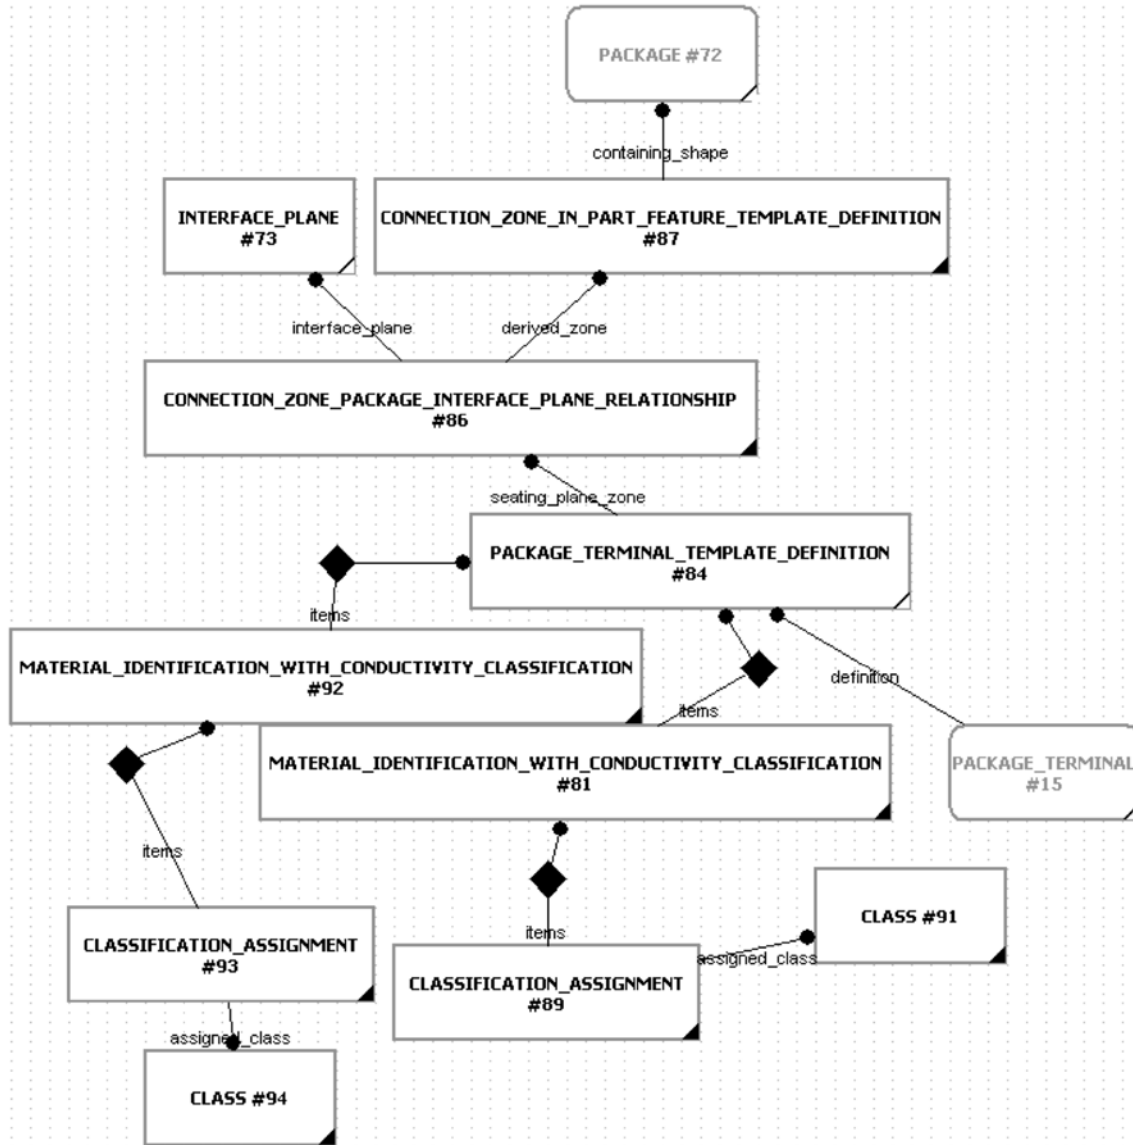 PACKAGE #72
containing_shape
INTERFACE_PLANE
#73
CONNECTION_ZONE_IN_PART_FEATURE_TEMPLATE_DEFINITION
#87
interface_plane
derived_zone
CONNECTION_ZONE_PACKAGE_INTERFACE_PLANE_RELATIONSHIP
#86
seating_plane_zone
PACKAGE_TERMINAL_TEMPLATE_DEFINITION
#84
items
MATERIAL_IDENTIFICATION_WITH_CONDUCTIVITY_CLASSIFICATION
#92
definition
items
MATERIAL_IDENTIFICATION_WITH_CONDUCTIVITY_CLASSIFICATION
#81
PACKAGE_TERMINAL
#15
items
CLASSIFICATION_ASSIGNMENT
#93
items
CLASS #91
assigned_class
CLASSIFICATION_ASSIGNMENT
#89
assigned_class
CLASS #94